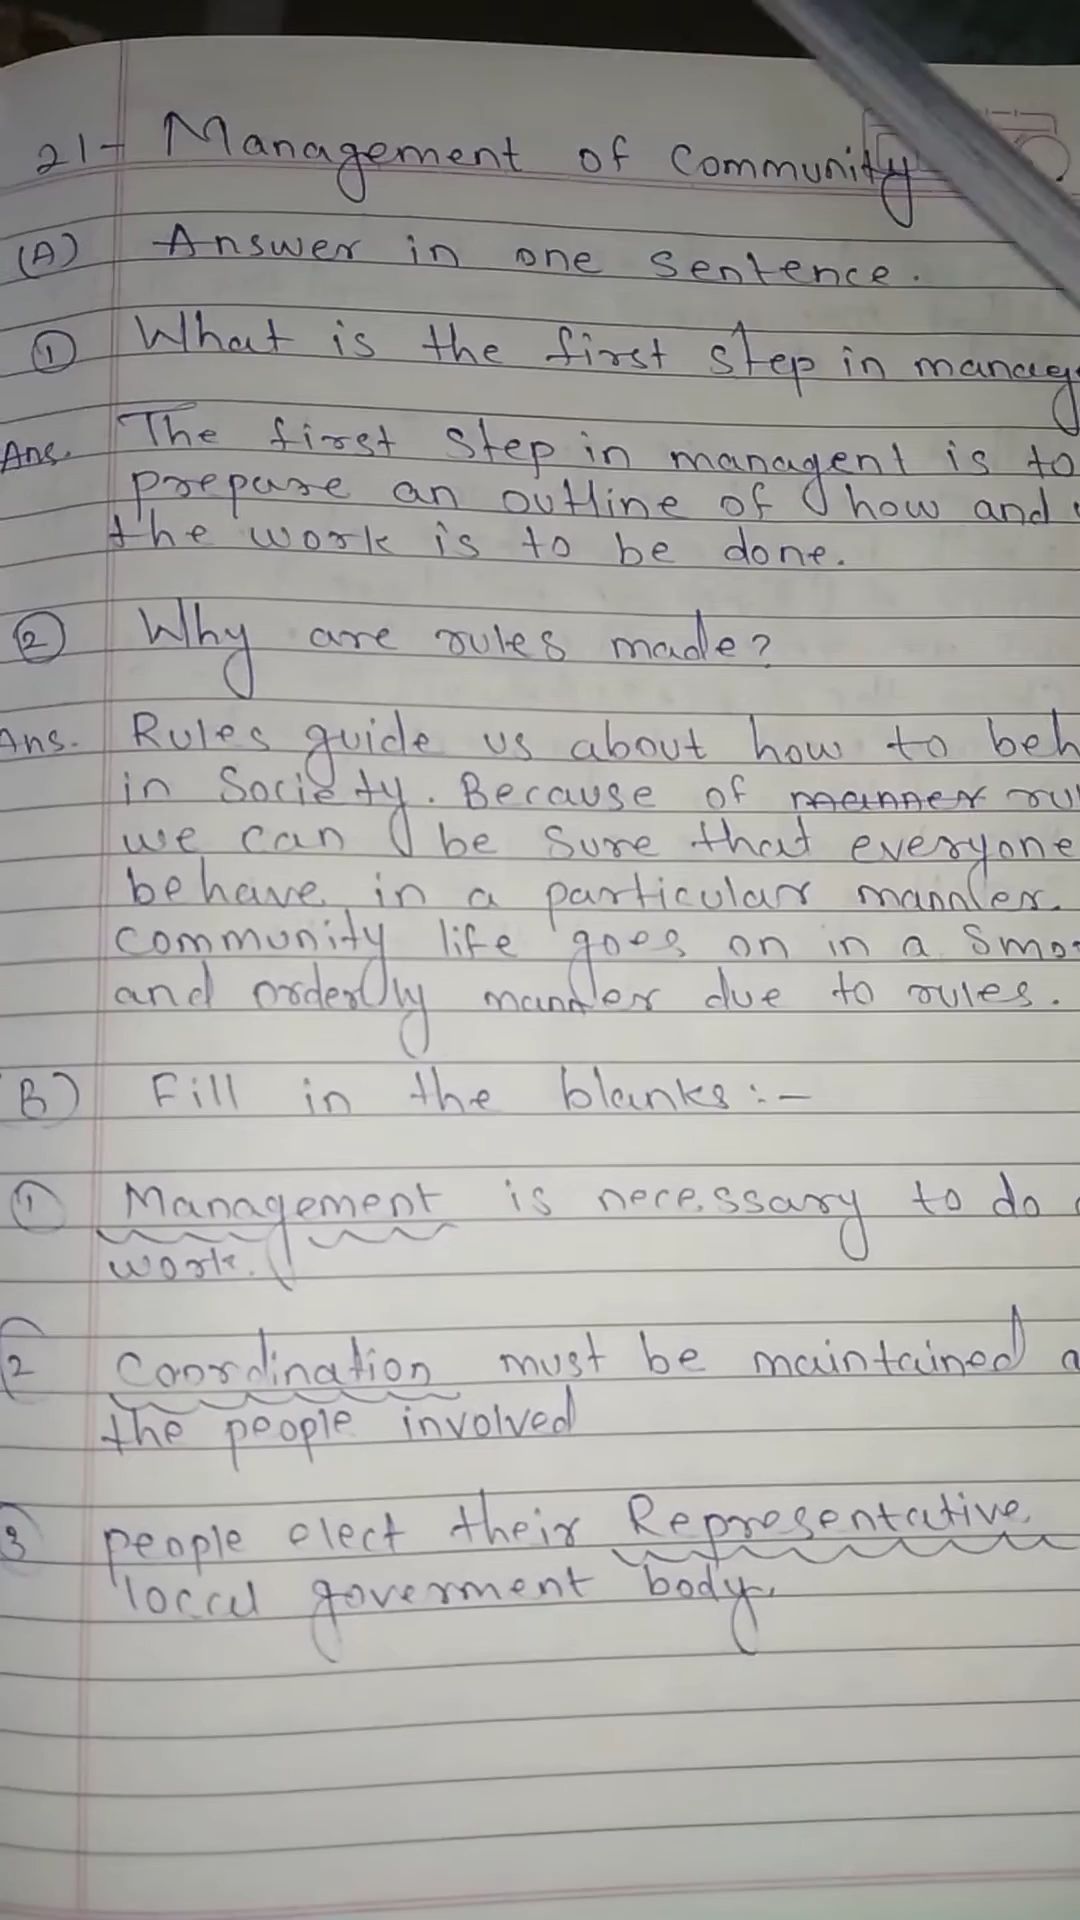 21- Management of Community
(A) Answer in one sentence.
① What is the first step in manag
Ans. The first step in managent is to
prepare an outline of how and
the work is to be done.
② Why are rules made?
Ans. Rules guide us about how to beh
in Society. Because of manner rul
we can be sure that everyone
behave in a particular manner.
community life goes on in a Smo
and orderly manner due to rules.
B) Fill in the blanks:-
① Management is necessary to do
work.
2 Coordination must be maintained a
the people involved
3 people elect their Representative
local goverment body.